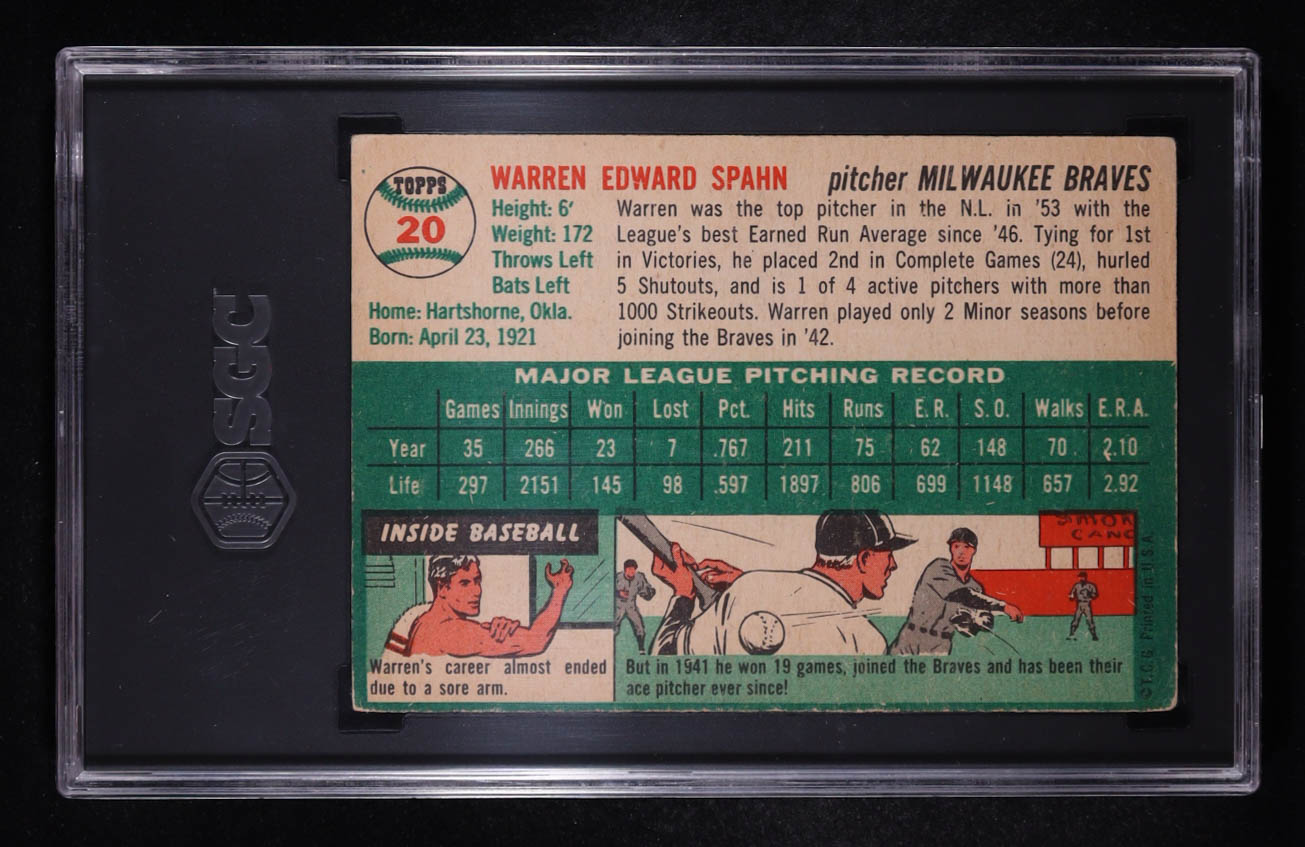 SGC
TOPPS
20
WARREN EDWARD SPAHN pitcher MILWAUKEE BRAVES
Height: 6'
Weight: 172
Throws Left
Bats Left
Home: Hartshorne, Okla.
Born: April 23, 1921
Warren was the top pitcher in the N.L. in '53 with the
League's best Earned Run Average since '46. Tying for 1st
in Victories, he placed 2nd in Complete Games (24), hurled
5 Shutouts, and is 1 of 4 active pitchers with more than
1000 Strikeouts. Warren played only 2 Minor seasons before
joining the Braves in '42.
MAJOR LEAGUE PITCHING RECORD
Games Innings Won Lost Pct. Hits Runs E.R. S.O. Walks E.R.A.
Year 35 266 23 7 .767 211 75 62 148 70 2.10
Life 297 2151 145 98 .597 1897 806 699 1148 657 2.92
INSIDE BASEBALL
Warren's career almost ended
due to a sore arm.
SMOK
CANC
But in 1941 he won 19 games, joined the Braves and has been their
ace pitcher ever since!
©T.C.G. Printed in U.S.A.